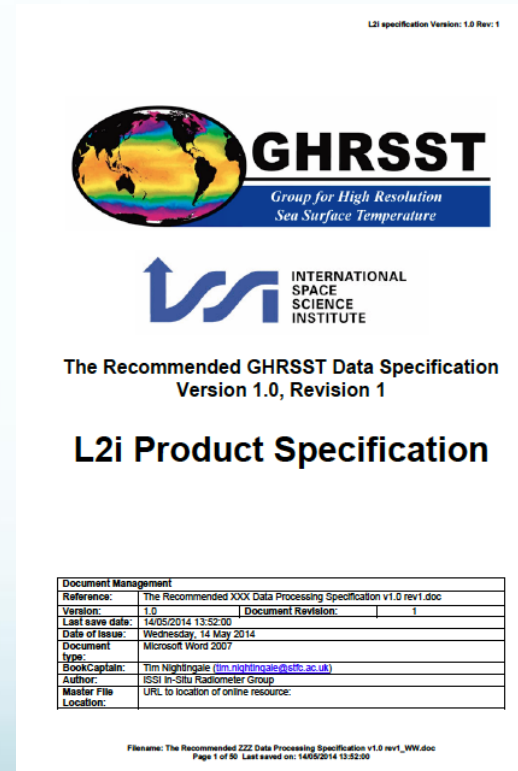 L2i specification Version: 1.0 Rev: 1
GHRSST
Group for High Resolution
Sea Surface Temperature
ISSI
INTERNATIONAL
SPACE
SCIENCE
INSTITUTE
The Recommended GHRSST Data Specification
Version 1.0, Revision 1
L2i Product Specification
Document Management
Reference: The Recommended XXX Data Processing Specification v1.0 rev1.doc
Version: 1.0 Document Revision: 1
Last save date: 14/05/2014 13:52:00
Date of Issue: Wednesday, 14 May 2014
Document Microsoft Word 2007
type:
BookCaptain: Tim Nightingale (tim.nightingale@stfc.ac.uk)
Author: ISSI In-Situ Radiometer Group
Master File URL to location of online resource:
Location:
Filename: The Recommended ZZZ Data Processing Specification v1.0 rev1_WW.doc
Page 1 of 50 Last saved on: 14/05/2014 13:52:00